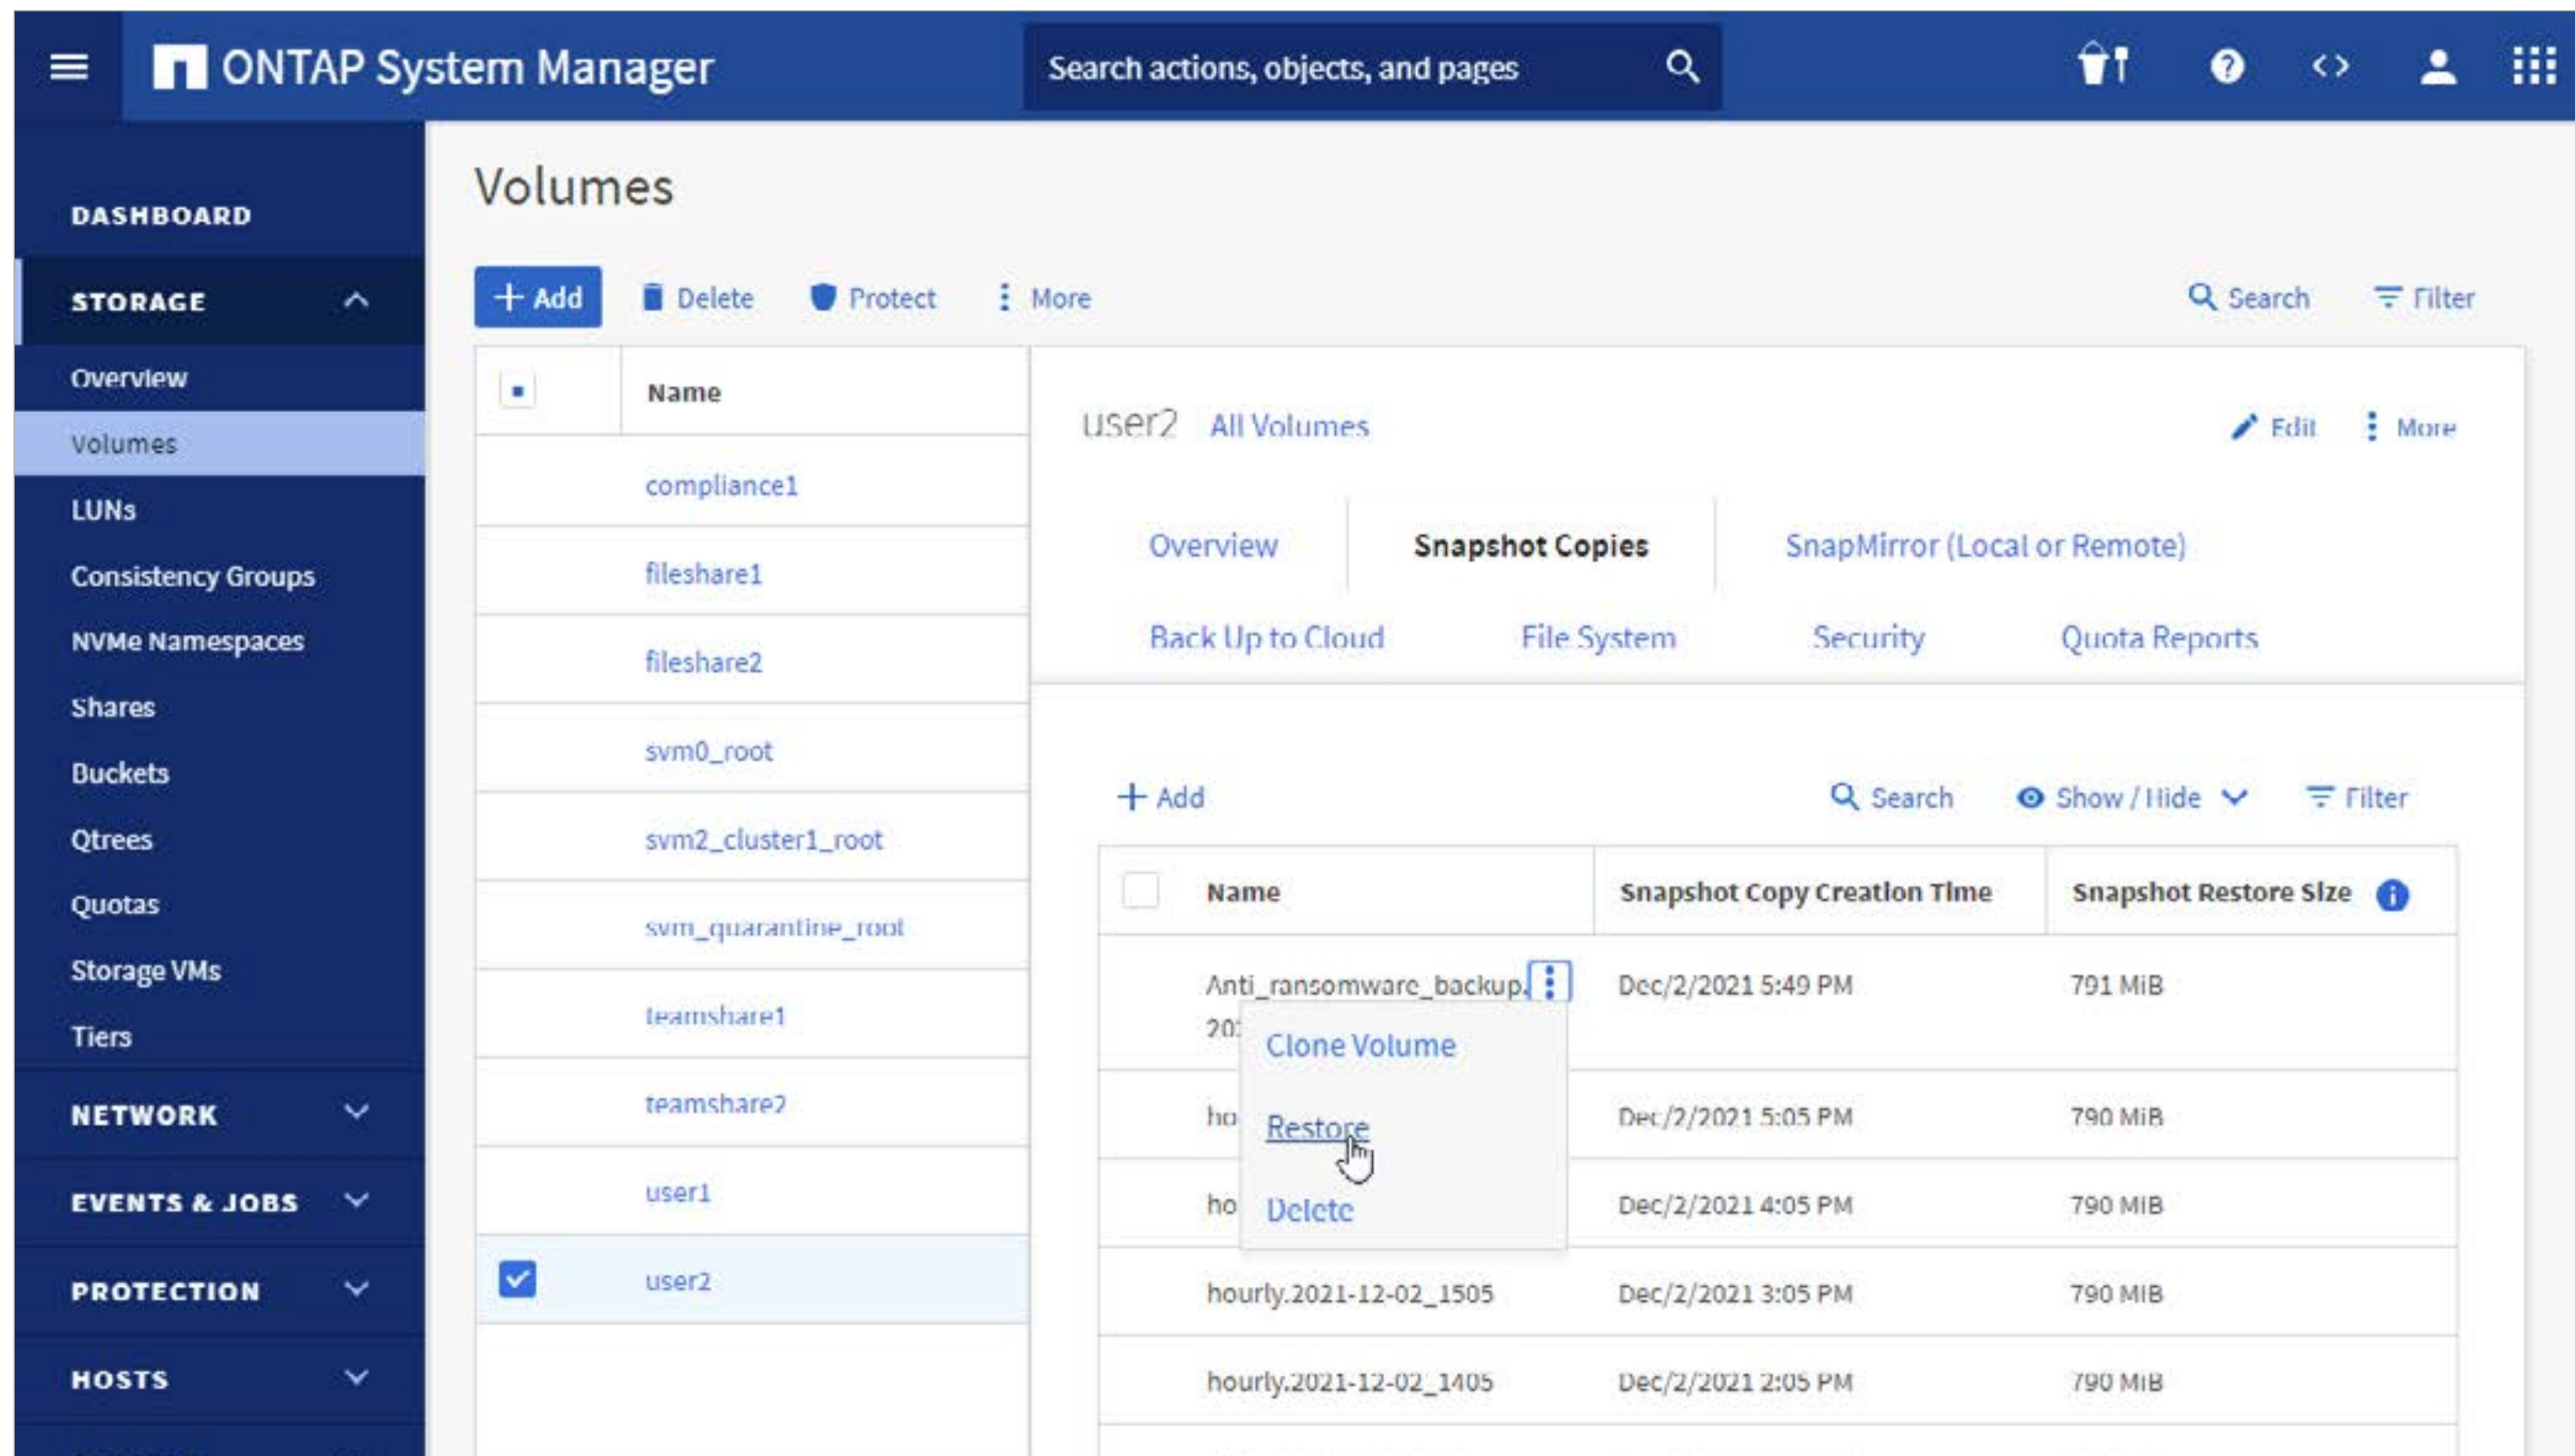 ONTAP System Manager
Search actions, objects, and pages
DASHBOARD
STORAGE
Overview
Volumes
LUNs
Consistency Groups
NVMe Namespaces
Shares
Buckets
Qtrees
Quotas
Storage VMs
Tiers
NETWORK
EVENTS & JOBS
PROTECTION
HOSTS
Volumes
Add Delete Protect More
Search Filter
Name
compliance1
fileshare1
fileshare2
svm0_root
svm2_cluster1_root
svm_quarantine_root
teamshare1
teamshare2
user1
user2
user2 All Volumes
Edit More
Overview Snapshot Copies SnapMirror (Local or Remote)
Back Up to Cloud File System Security Quota Reports
Add
Search Show / Hide Filter
Name Snapshot Copy Creation Time Snapshot Restore Size
Anti_ransomware_backup. Dec/2/2021 5:49 PM 791 MiB
Clone Volume
Restore
Delete
Dec/2/2021 5:05 PM 790 MiB
Dec/2/2021 4:05 PM 790 MiB
hourly.2021-12-02_1505 Dec/2/2021 3:05 PM 790 MiB
hourly.2021-12-02_1405 Dec/2/2021 2:05 PM 790 MiB